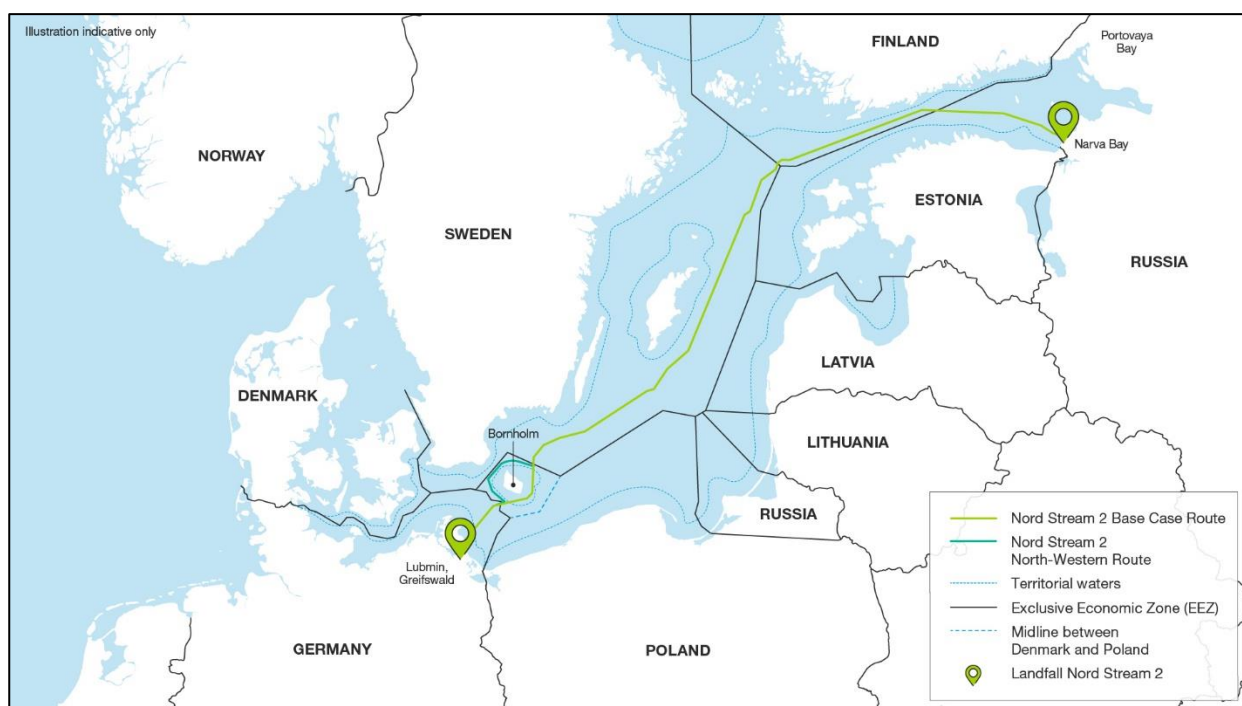 Illustration indicative only
FINLAND
Portovaya
Bay
NORWAY
Narva Bay
SWEDEN
ESTONIA
RUSSIA
LATVIA
DENMARK
Bornholm
LITHUANIA
RUSSIA
Lubmin,
Greifswald
GERMANY
POLAND
Nord Stream 2 Base Case Route
Nord Stream 2
North-Western Route
Territorial waters
Exclusive Economic Zone (EEZ)
Midline between
Denmark and Poland
Landfall Nord Stream 2